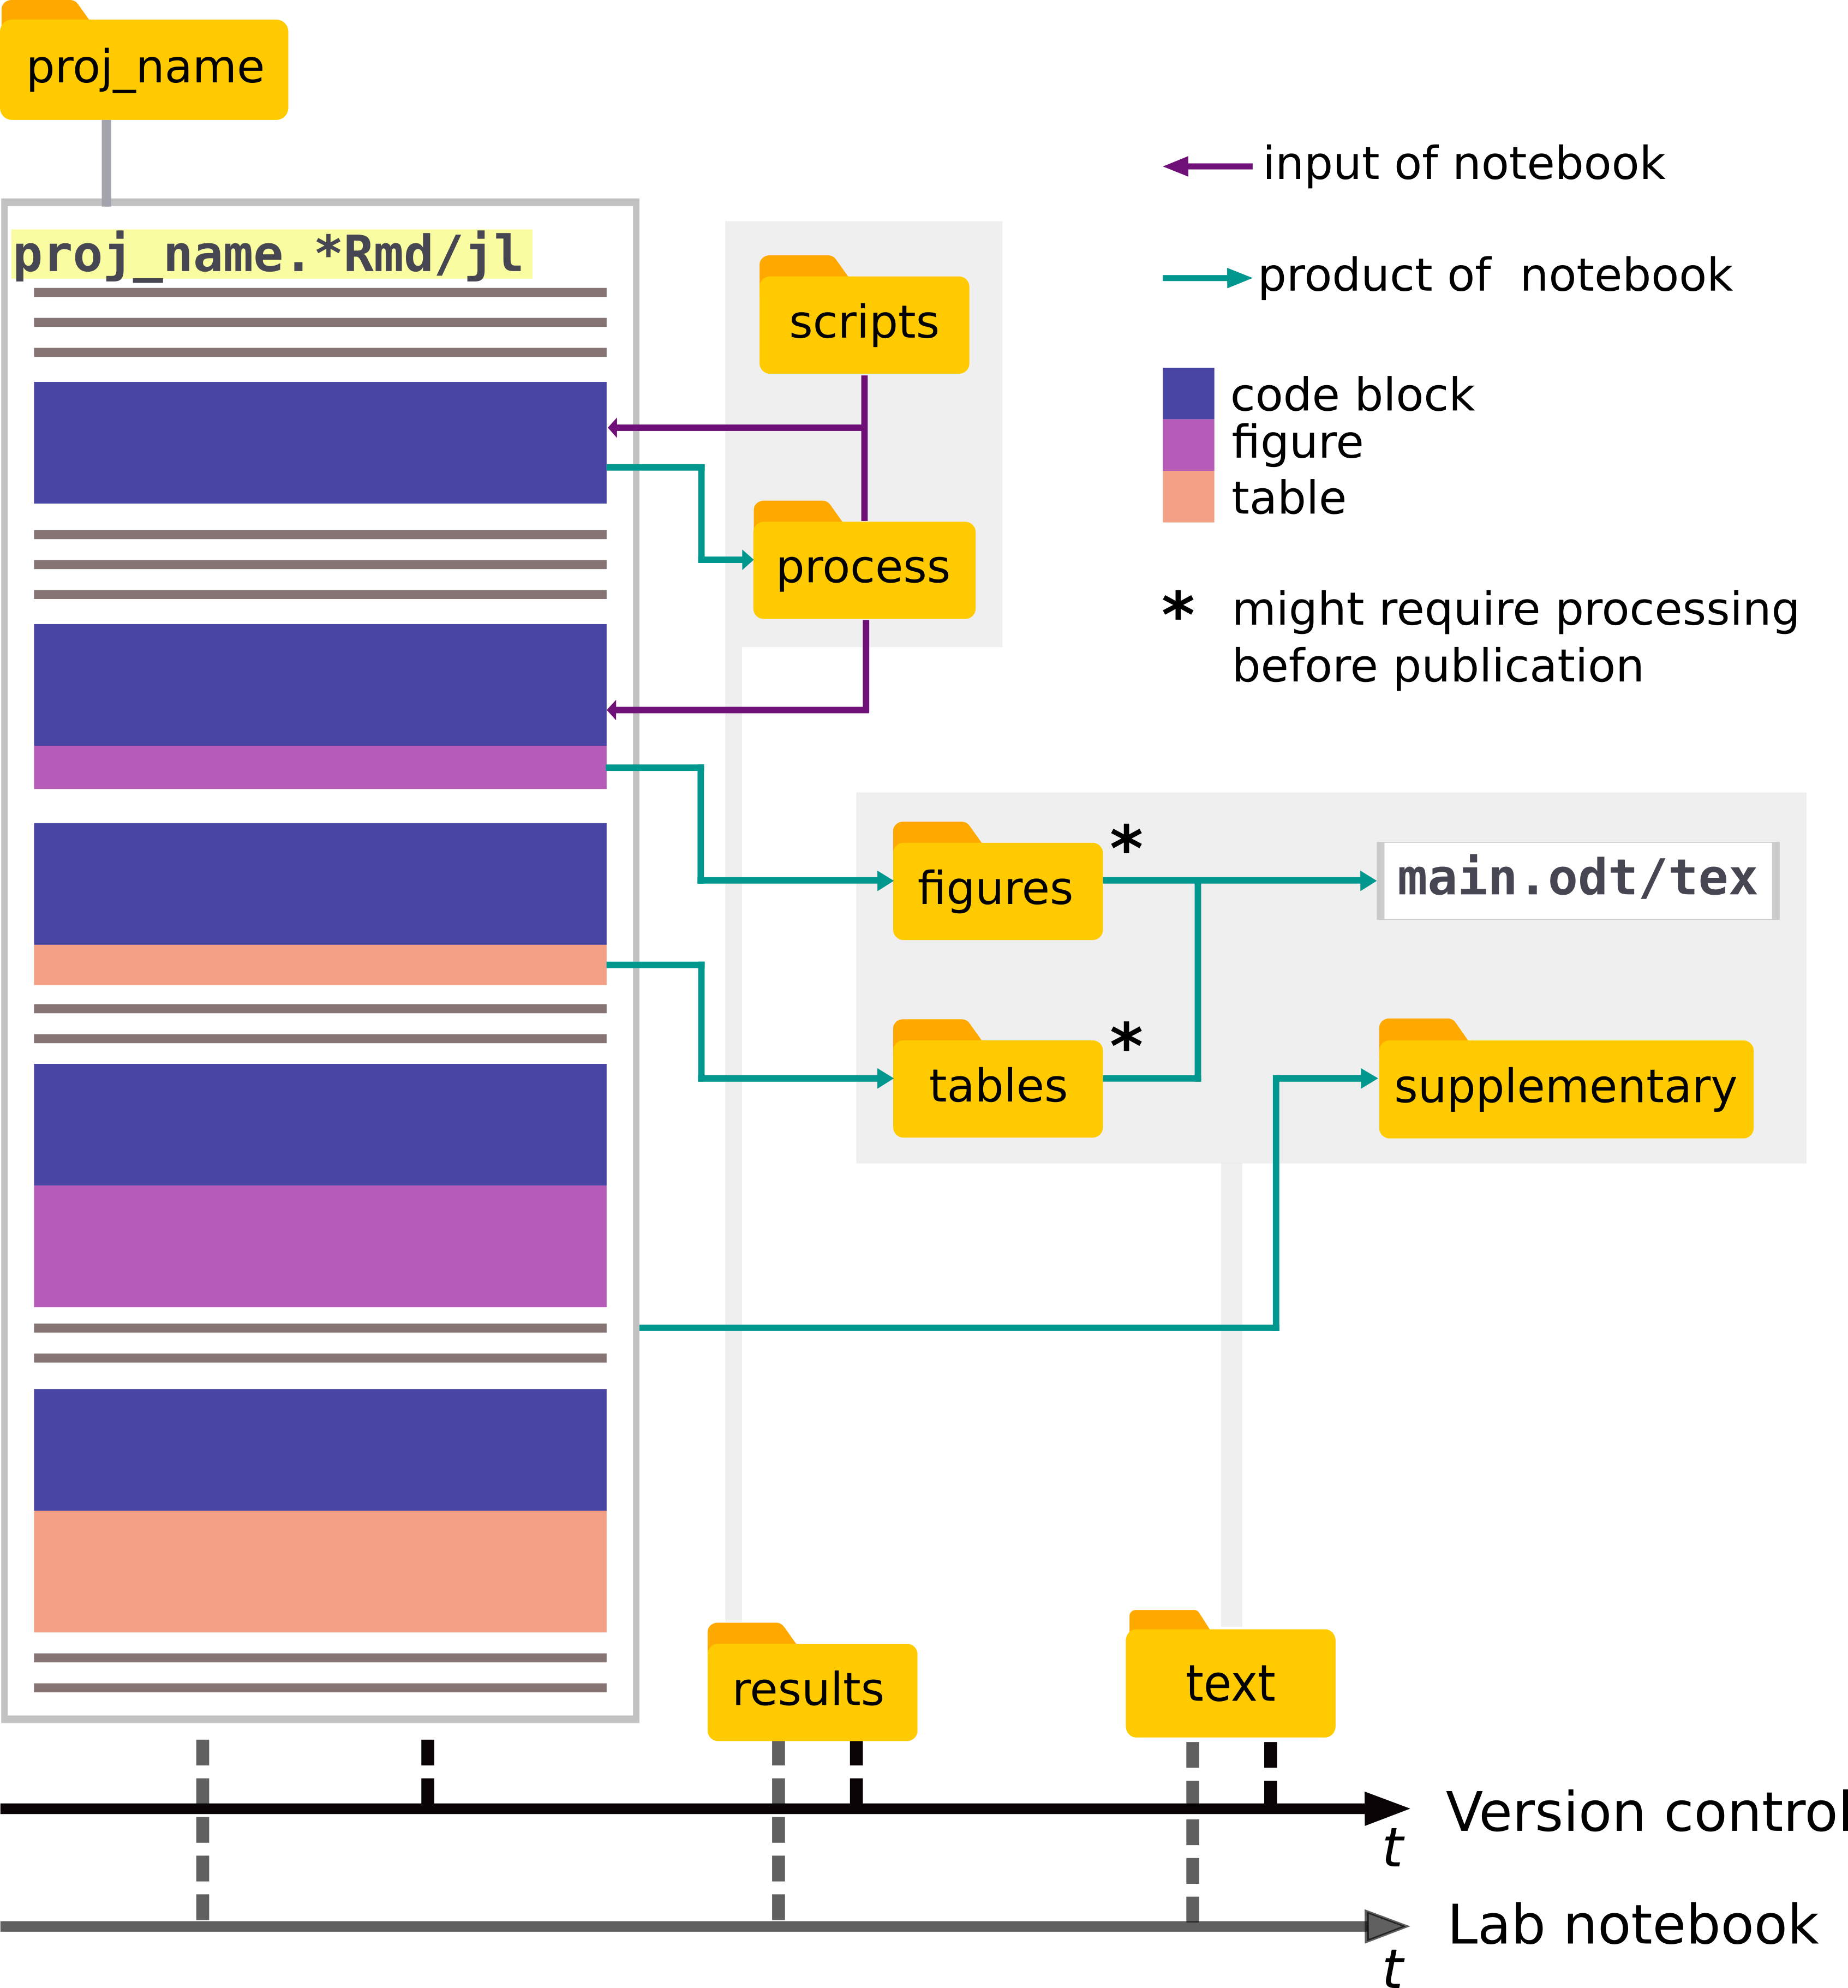 proj_name
proj_name.*Rmd/jl
scripts
process
input of notebook
product of  notebook
code block
figure
table
* might require processing
before publication
figures
*
main.odt/tex
tables
*
supplementary
results
text
Version control
t
Lab notebook
t